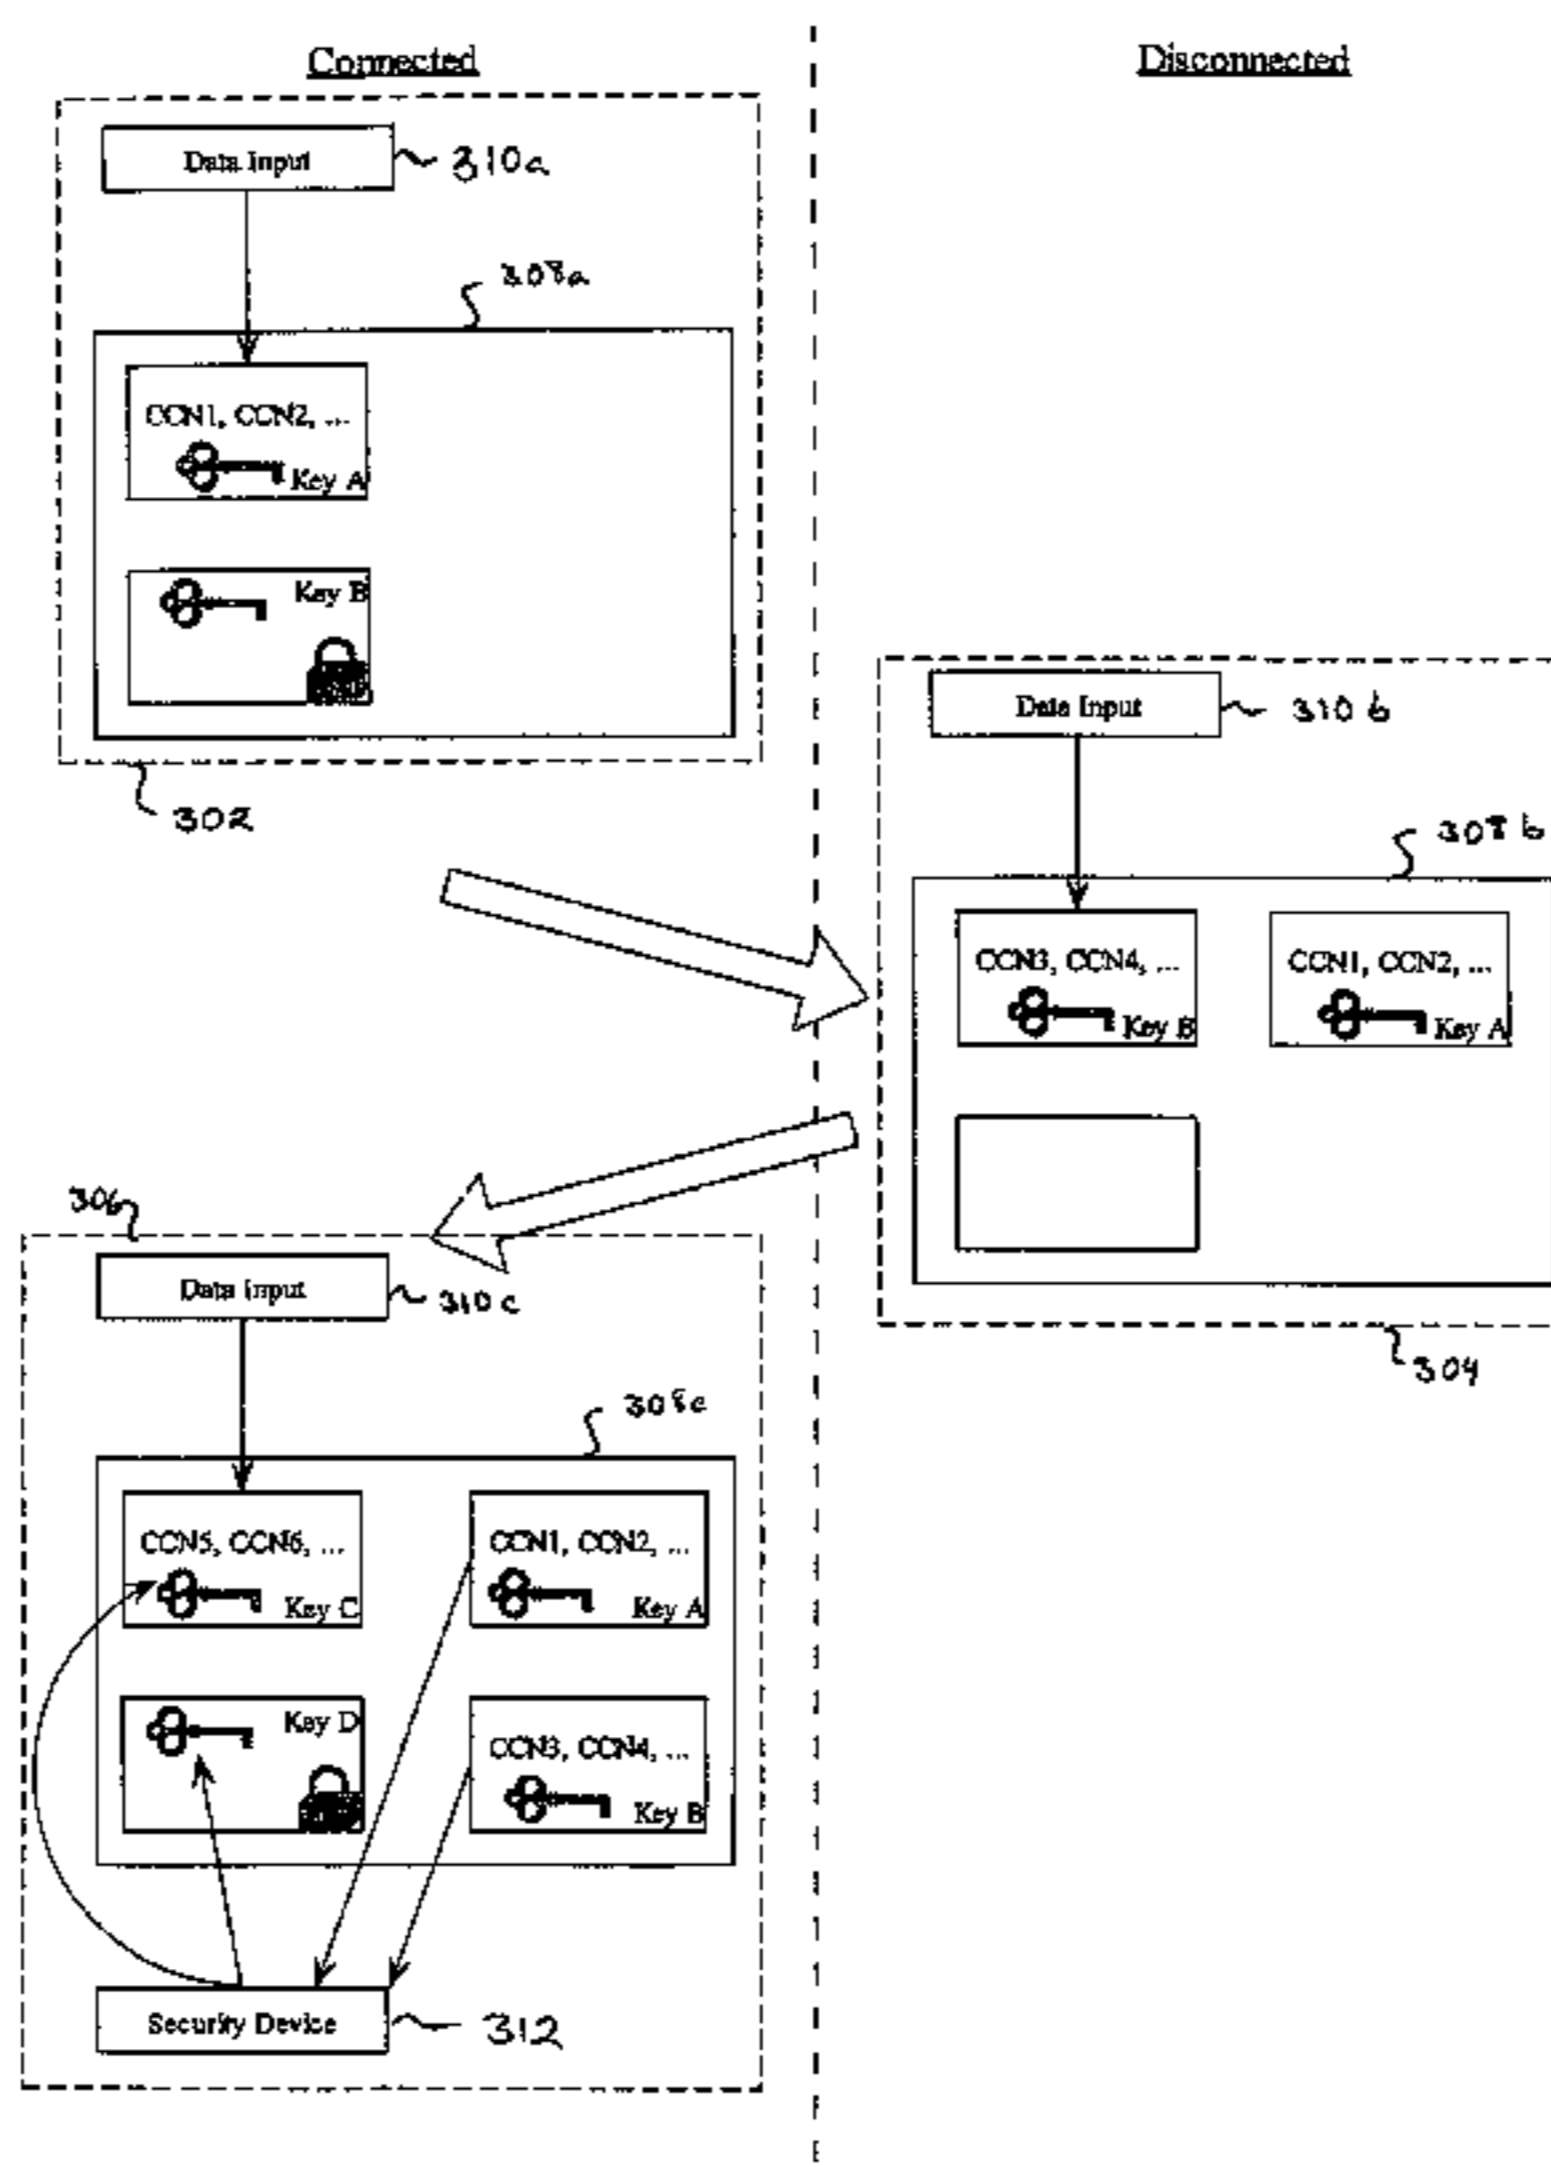 Connected
Disconnected
Data Input
310a
308a
CCN1, CCN2, ...
Key A
Key B
302
Data Input
310b
308b
CCN3, CCN4, ...
Key B
CCN1, CCN2, ...
Key A
304
306
Data Input
310c
308c
CCN5, CCN6, ...
Key C
CCN1, CCN2, ...
Key A
Key D
CCN3, CCN4, ...
Key B
Security Device
312